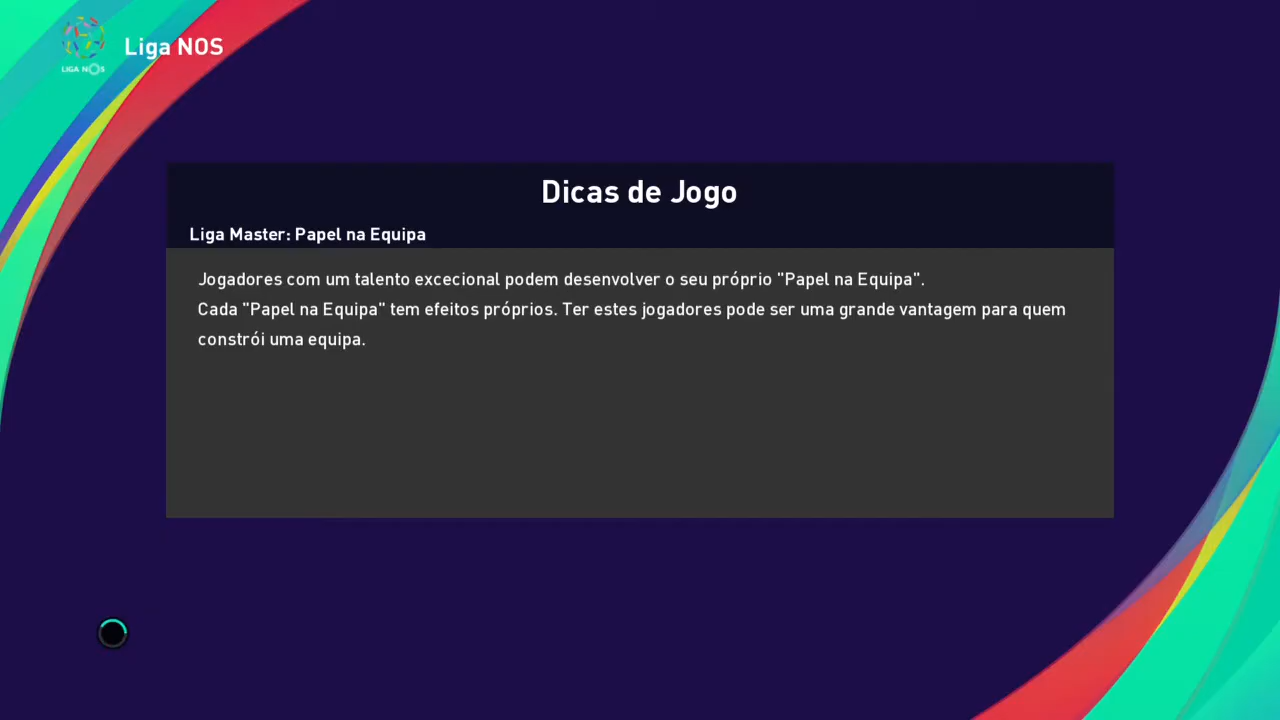 Liga NOS
LIGA NOS
Dicas de Jogo
Liga Master: Papel na Equipa
Jogadores com um talento excecional podem desenvolver o seu próprio "Papel na Equipa".
Cada "Papel na Equipa" tem efeitos próprios. Ter estes jogadores pode ser uma grande vantagem para quem
constrói uma equipa.